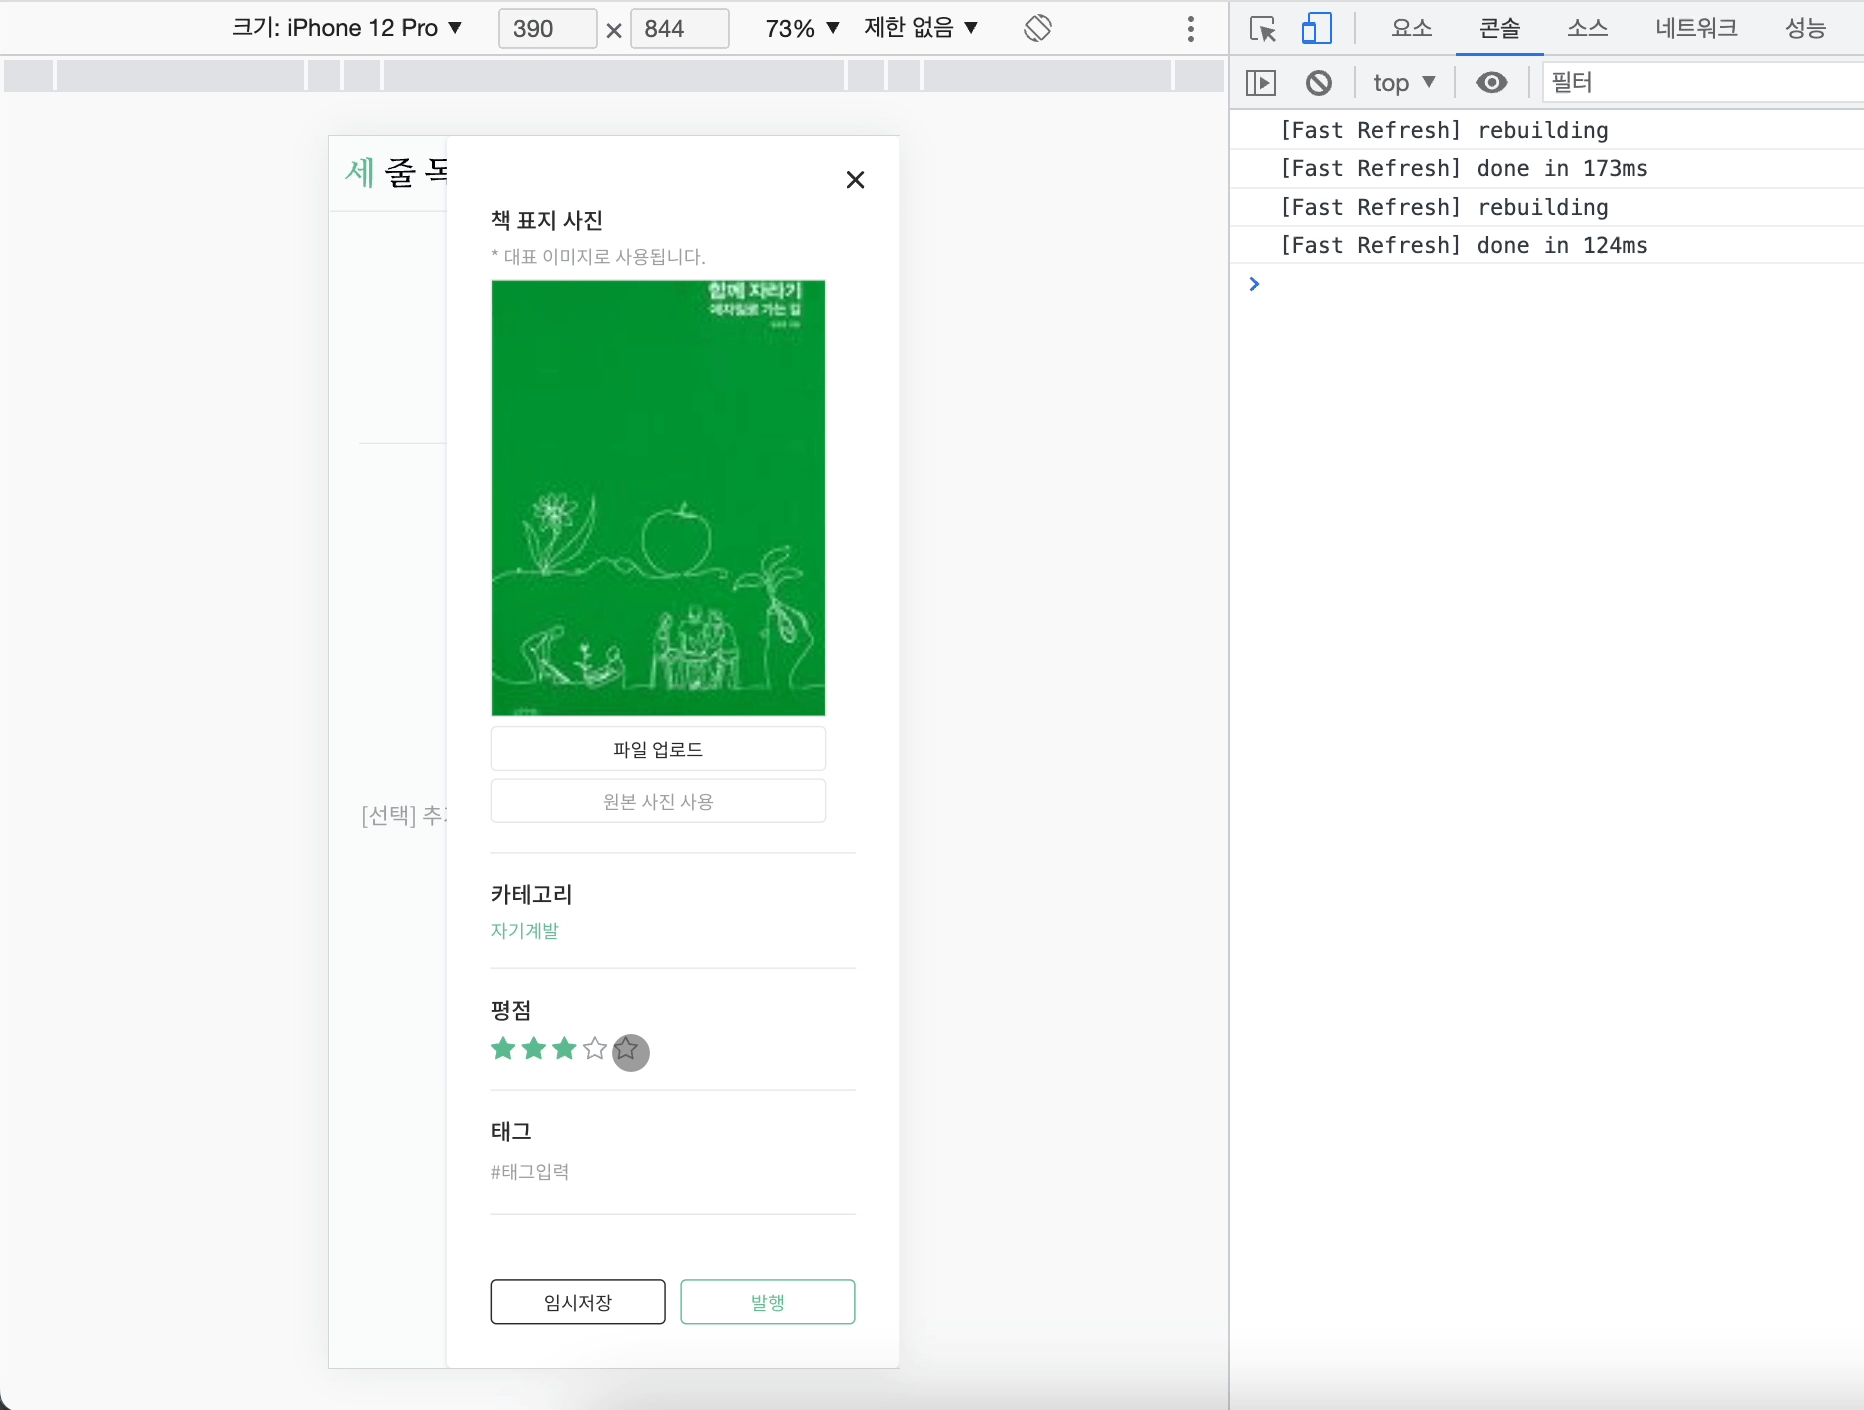 크기: iPhone 12 Pro ▼ 390 × 844 73% ▼ 제한 없음 ▼
요소 콘솔 소스 네트워크 성능
top ▼ 필터
[Fast Refresh] rebuilding
[Fast Refresh] done in 173ms
[Fast Refresh] rebuilding
[Fast Refresh] done in 124ms
세 줄 독
[선택] 추가
책 표지 사진
* 대표 이미지로 사용됩니다.
함께 자라기
애자일로 가는 길
파일 업로드
원본 사진 사용
카테고리
자기계발
평점
태그
#태그입력
임시저장 발행